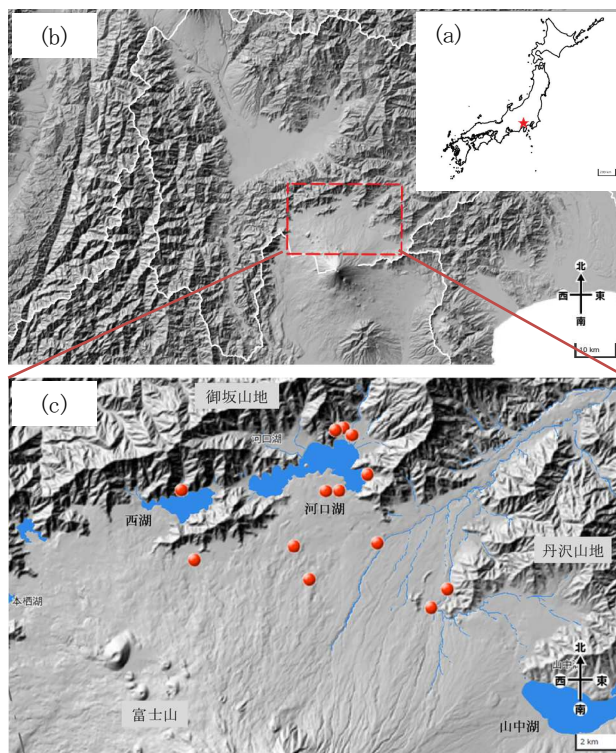 (b)
(a)
北
西 東
南
10 km
(c)
御坂山地
河口湖
西湖
河口湖
丹沢山地
本栖湖
北
西 東
南
富士山
山中湖
2 km